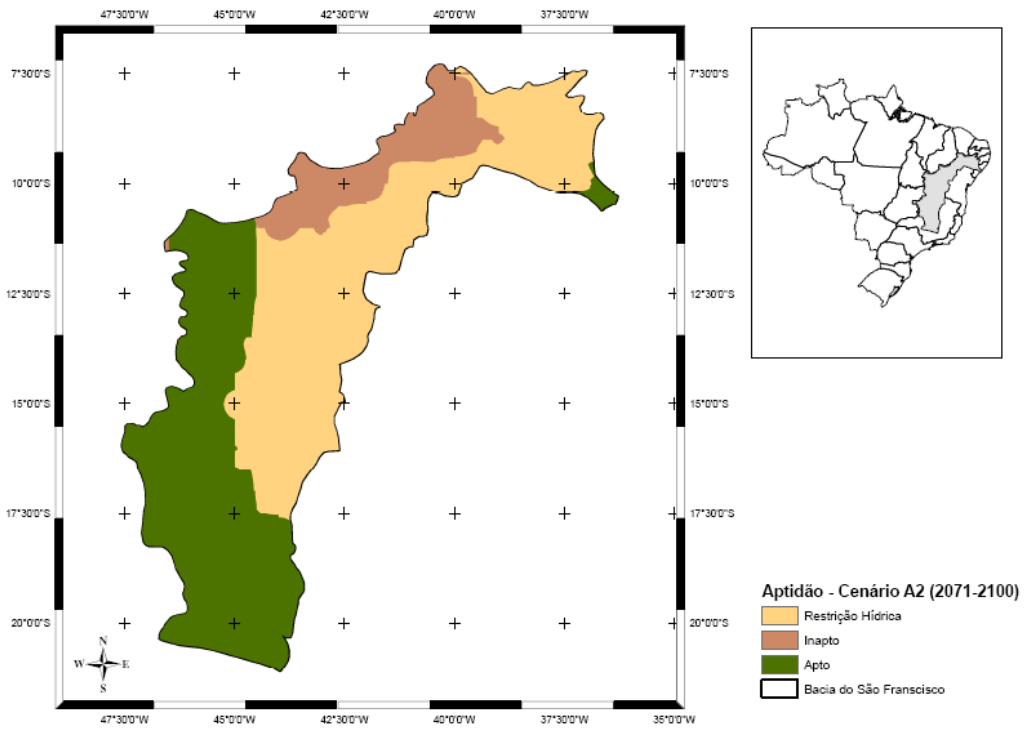 47°30'0"W 45°0'0"W 42°30'0"W 40°0'0"W 37°30'0"W
7°30'0"S 7°30'0"S
10°0'0"S 10°0'0"S
12°30'0"S 12°30'0"S
15°0'0"S 15°0'0"S
17°30'0"S 17°30'0"S
20°0'0"S 20°0'0"S
N
W E
S
47°30'0"W 45°0'0"W 42°30'0"W 40°0'0"W 37°30'0"W 35°0'0"W
Aptidão - Cenário A2 (2071-2100)
Restrição Hídrica
Inapto
Apto
Bacia do São Franscisco